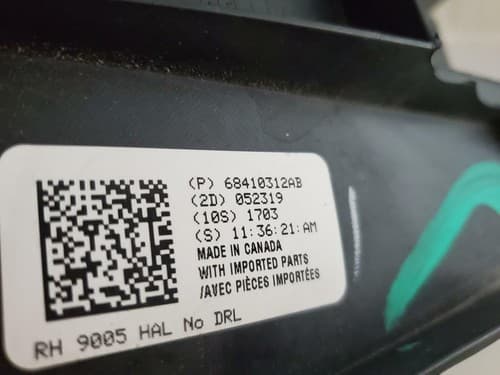 (P) 68410312AB
(2D) 052319
(10S) 1703
(S) 11:36:21:AM
MADE IN CANADA
WITH IMPORTED PARTS
/AVEC PIÈCES IMPORTÉES
RH 9005 HAL No DRL